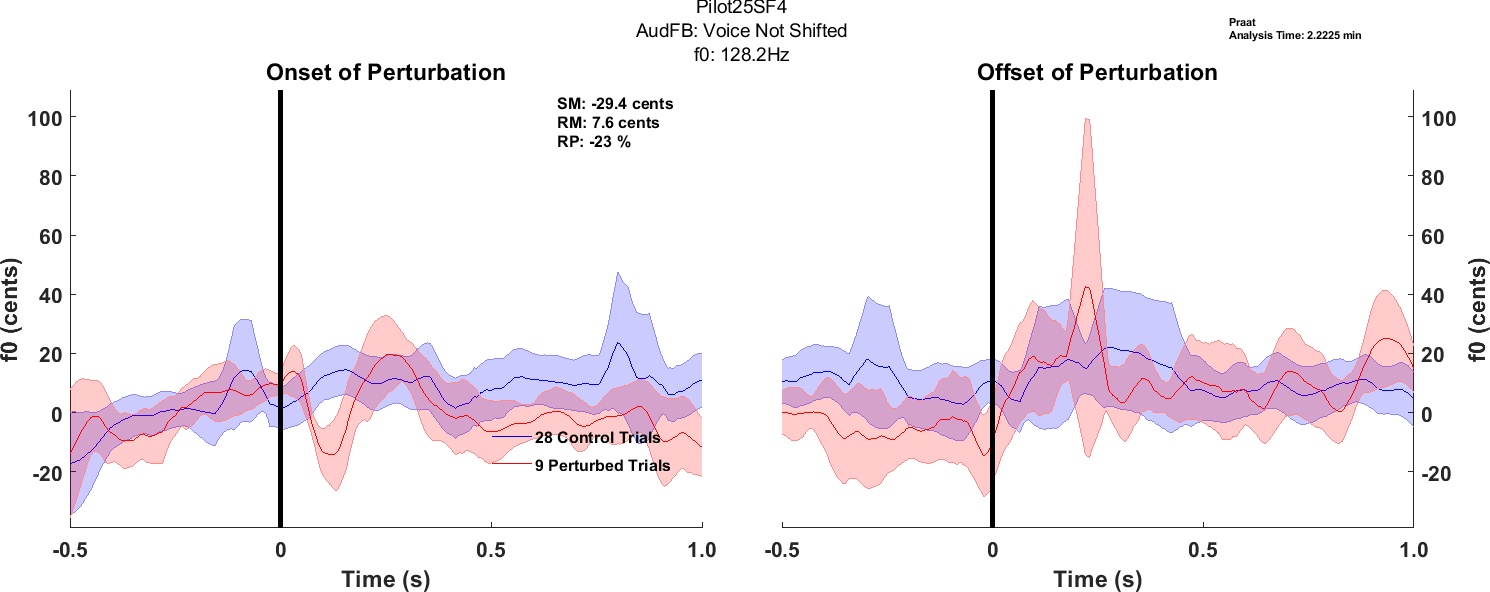 Pilot25SF4
AudFB: Voice Not Shifted
f0: 128.2Hz
Praat
Analysis Time: 2.2225 min
Onset of Perturbation
Offset of Perturbation
SM: -29.4 cents
RM: 7.6 cents
RP: -23 %
100
80
60
40
20
0
-20
f0 (cents)
28 Control Trials
9 Perturbed Trials
-0.5 0 0.5 1.0
Time (s)
100
80
60
40
20
0
-20
f0 (cents)
-0.5 0 0.5 1.0
Time (s)